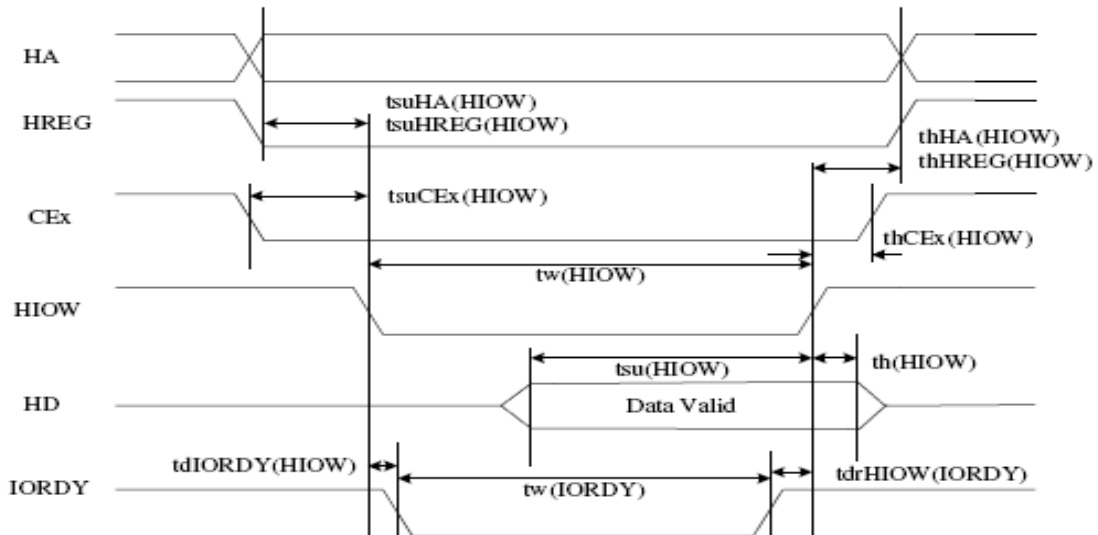 HA
tsuHA(HIOW)
HREG
tsuHREG(HIOW)
thHA(HIOW)
thHREG(HIOW)
tsuCEx(HIOW)
CEx
thCEx(HIOW)
tw(HIOW)
HIOW
tsu(HIOW)
th(HIOW)
HD
Data Valid
tdIORDY(HIOW)
tdrHIOW(IORDY)
IORDY
tw(IORDY)